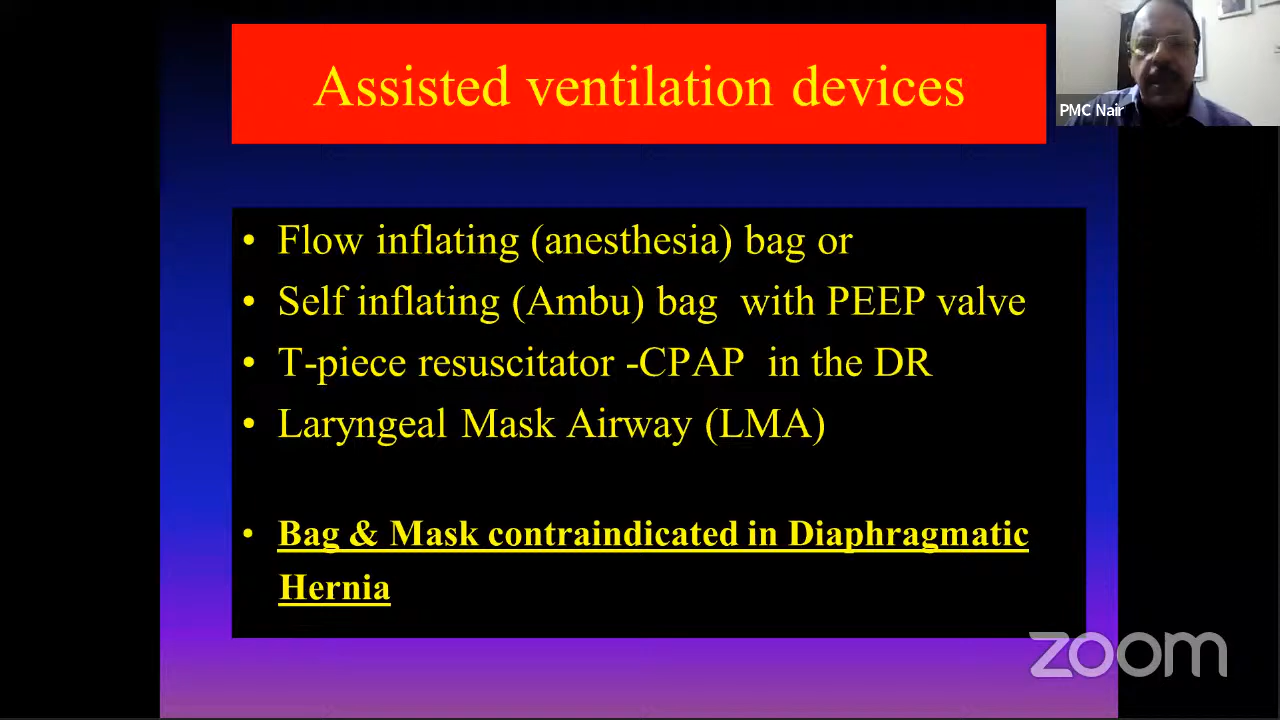 Assisted ventilation devices
PMC Nair
• Flow inflating (anesthesia) bag or
• Self inflating (Ambu) bag with PEEP valve
• T-piece resuscitator -CPAP in the DR
• Laryngeal Mask Airway (LMA)
• Bag & Mask contraindicated in Diaphragmatic
Hernia
zoom